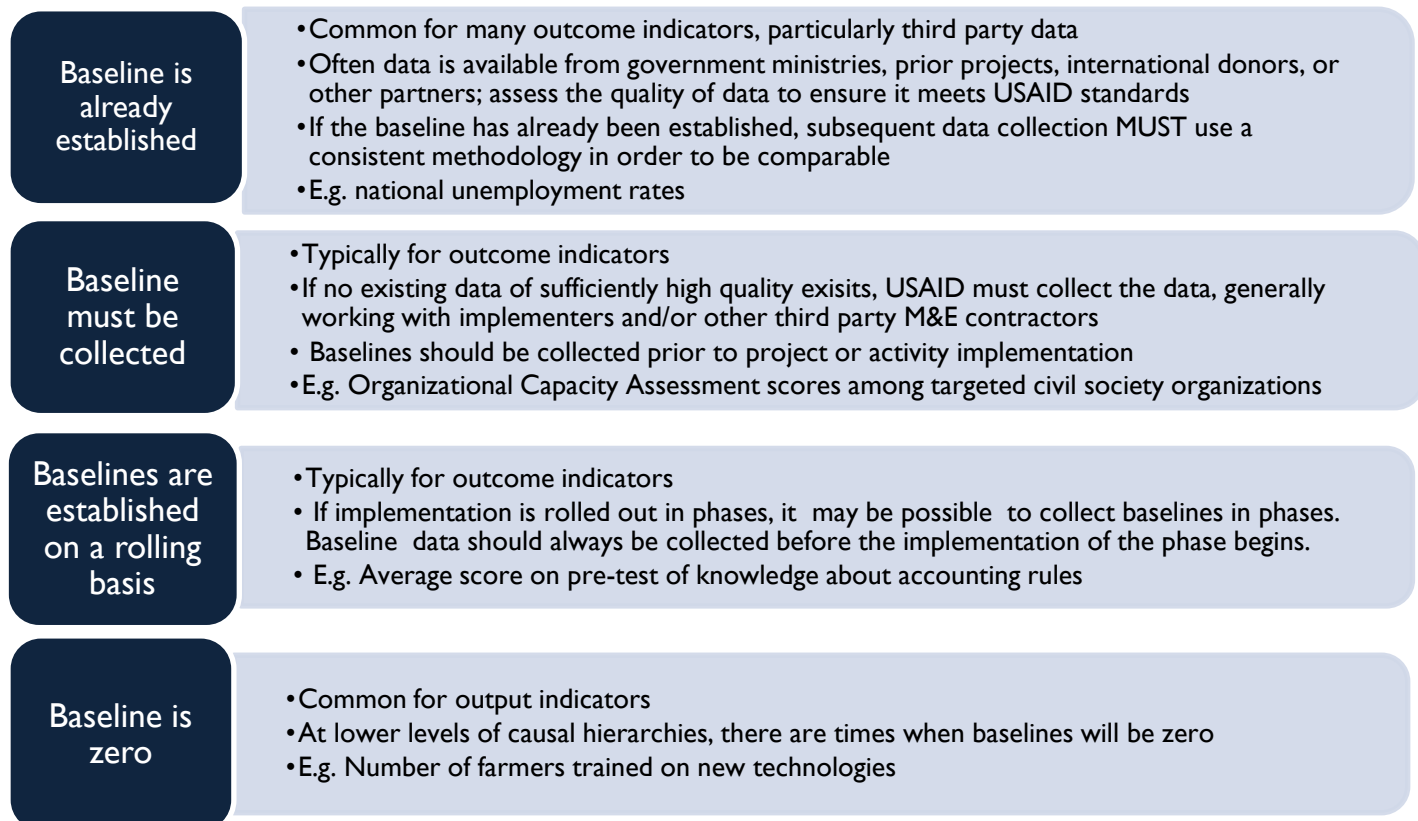 Baseline is
already
established
•Common for many outcome indicators, particularly third party data
•Often data is available from government ministries, prior projects, international donors, or
other partners; assess the quality of data to ensure it meets USAID standards
•If the baseline has already been established, subsequent data collection MUST use a
consistent methodology in order to be comparable
•E.g. national unemployment rates
Baseline
must be
collected
•Typically for outcome indicators
•If no existing data of sufficiently high quality exisits, USAID must collect the data, generally
working with implementers and/or other third party M&E contractors
• Baselines should be collected prior to project or activity implementation
•E.g. Organizational Capacity Assessment scores among targeted civil society organizations
Baselines are
established
on a rolling
basis
•Typically for outcome indicators
• If implementation is rolled out in phases, it may be possible to collect baselines in phases.
Baseline data should always be collected before the implementation of the phase begins.
• E.g. Average score on pre-test of knowledge about accounting rules
Baseline is
zero
•Common for output indicators
•At lower levels of causal hierarchies, there are times when baselines will be zero
•E.g. Number of farmers trained on new technologies